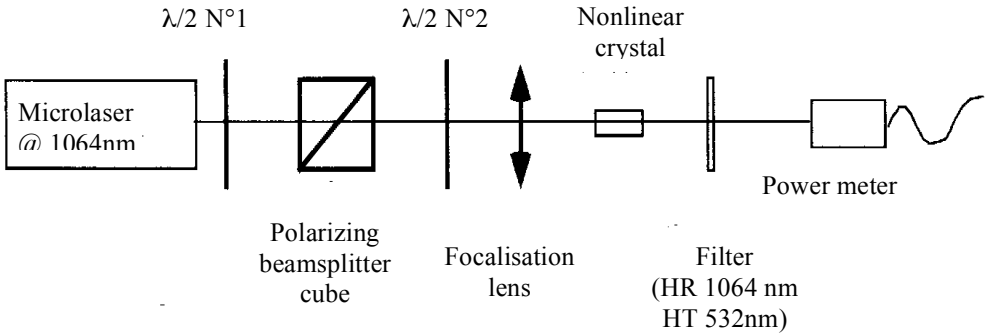 λ/2 N°1
λ/2 N°2
Nonlinear
crystal
Microlaser
@ 1064nm
Power meter
Polarizing
beamsplitter
cube
Focalisation
lens
Filter
(HR 1064 nm
HT 532nm)